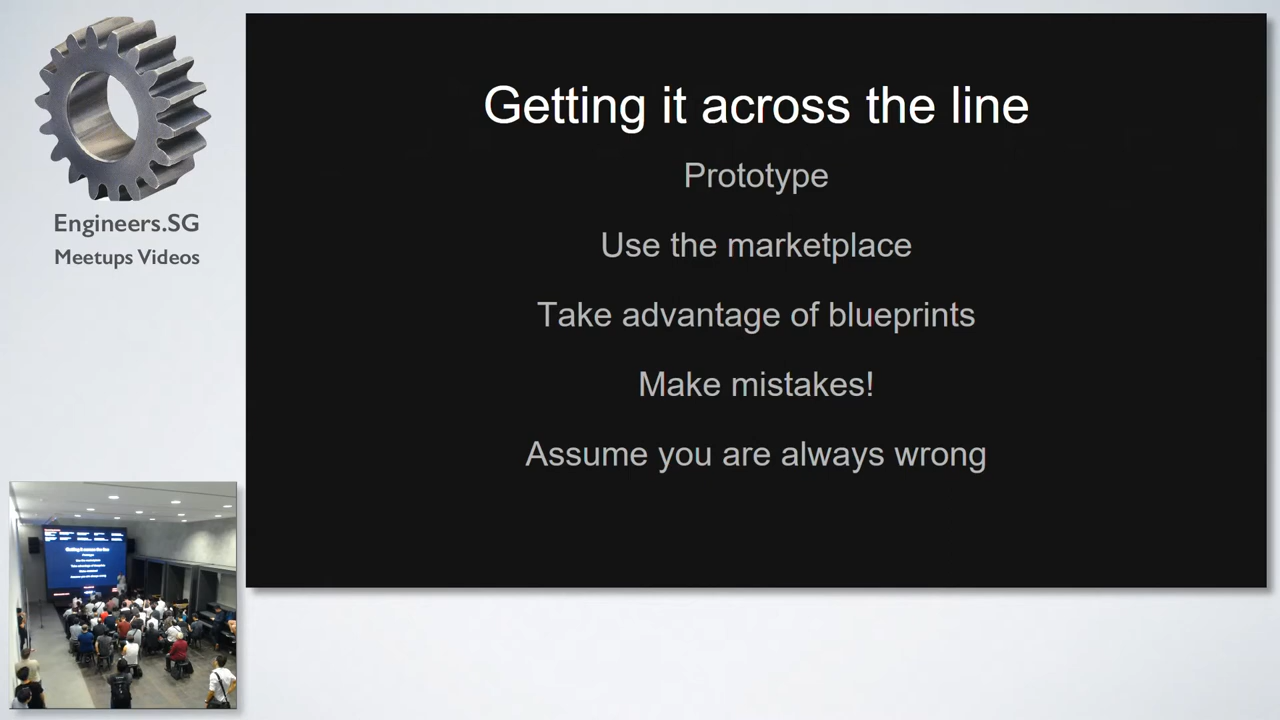 Engineers.SG
Meetups Videos
Getting it across the line
Prototype
Use the marketplace
Take advantage of blueprints
Make mistakes!
Assume you are always wrong